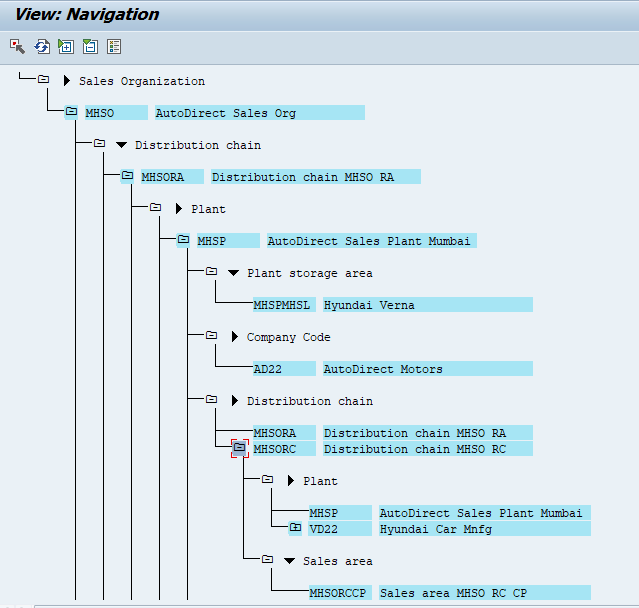 View: Navigation
Sales Organization
MHSO AutoDirect Sales Org
Distribution chain
MHSORA Distribution chain MHSO RA
Plant
MHSP AutoDirect Sales Plant Mumbai
Plant storage area
MHSPMHSL Hyundai Verna
Company Code
AD22 AutoDirect Motors
Distribution chain
MHSORA Distribution chain MHSO RA
MHSORC Distribution chain MHSO RC
Plant
MHSP AutoDirect Sales Plant Mumbai
VD22 Hyundai Car Mnfg
Sales area
MHSORCCP Sales area MHSO RC CP